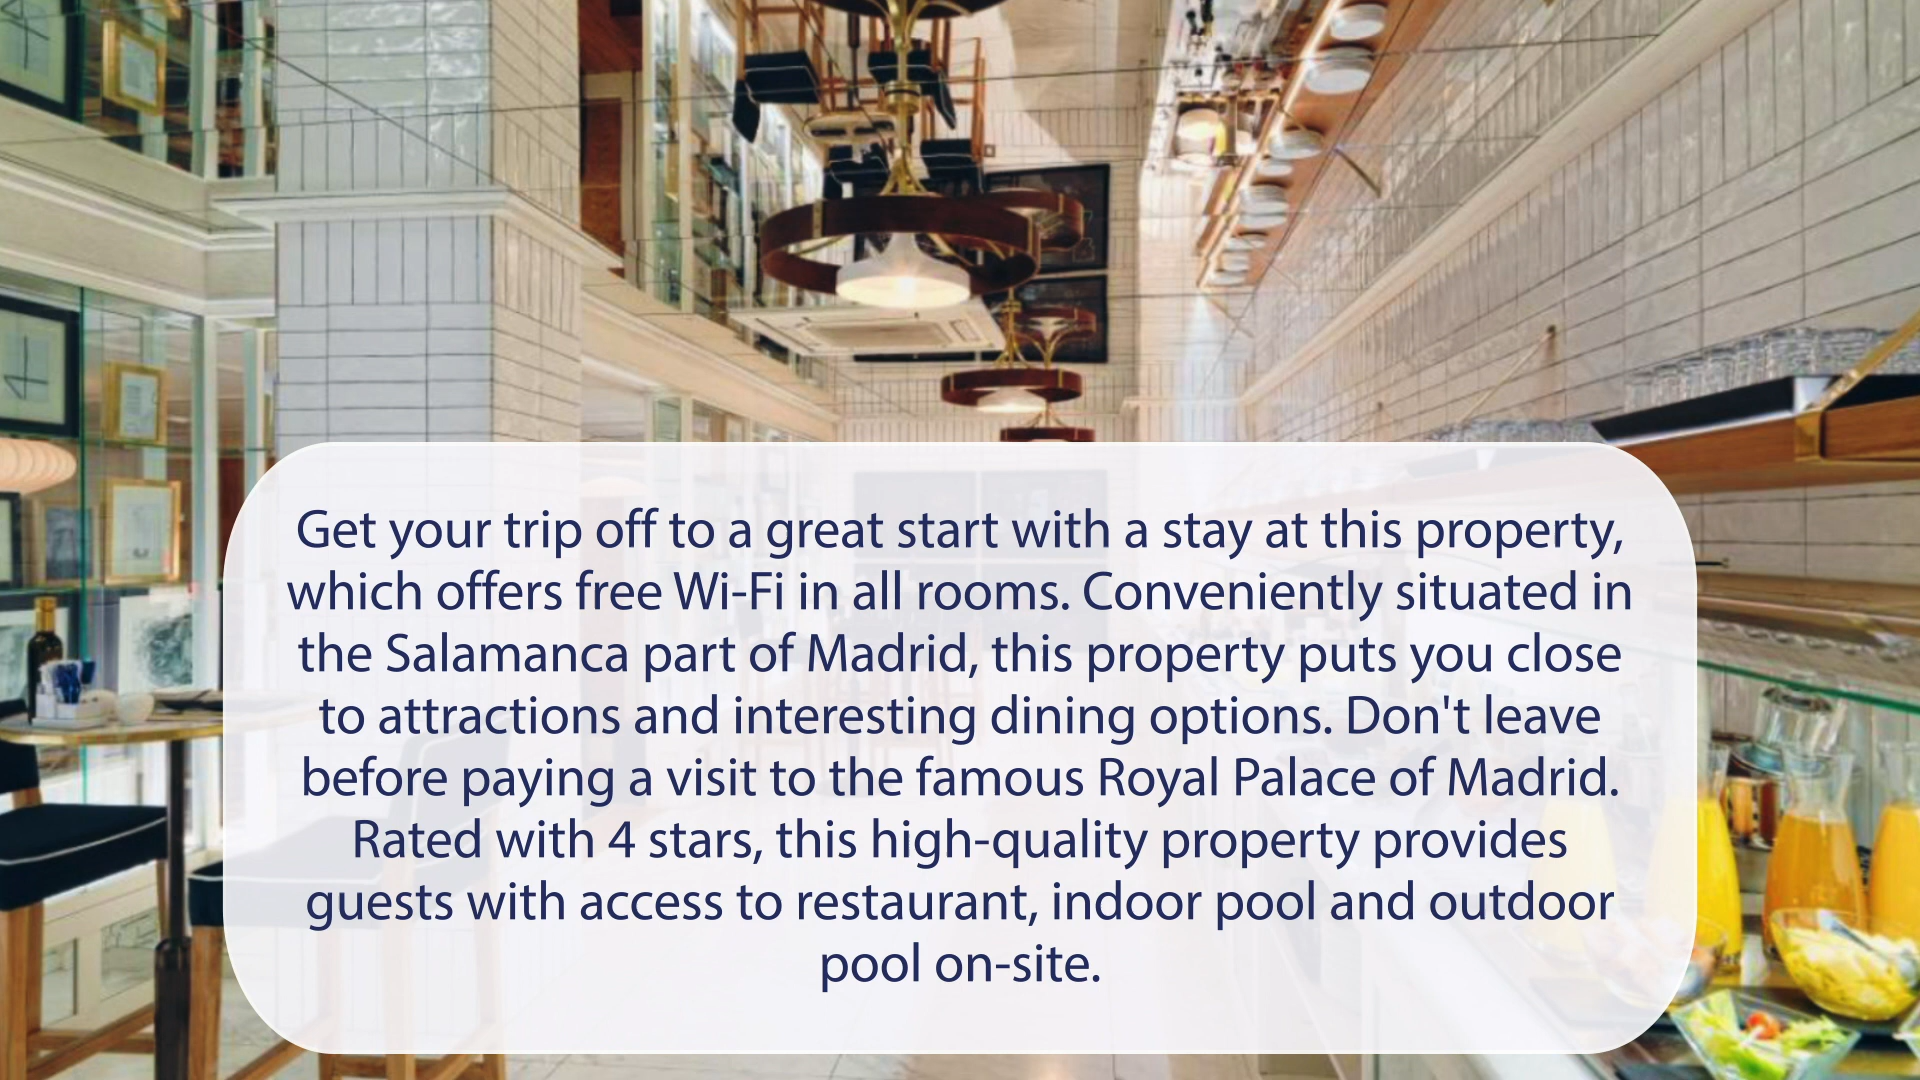 Get your trip off to a great start with a stay at this property,
which offers free Wi-Fi in all rooms. Conveniently situated in
the Salamanca part of Madrid, this property puts you close
to attractions and interesting dining options. Don't leave
before paying a visit to the famous Royal Palace of Madrid.
Rated with 4 stars, this high-quality property provides
guests with access to restaurant, indoor pool and outdoor
pool on-site.